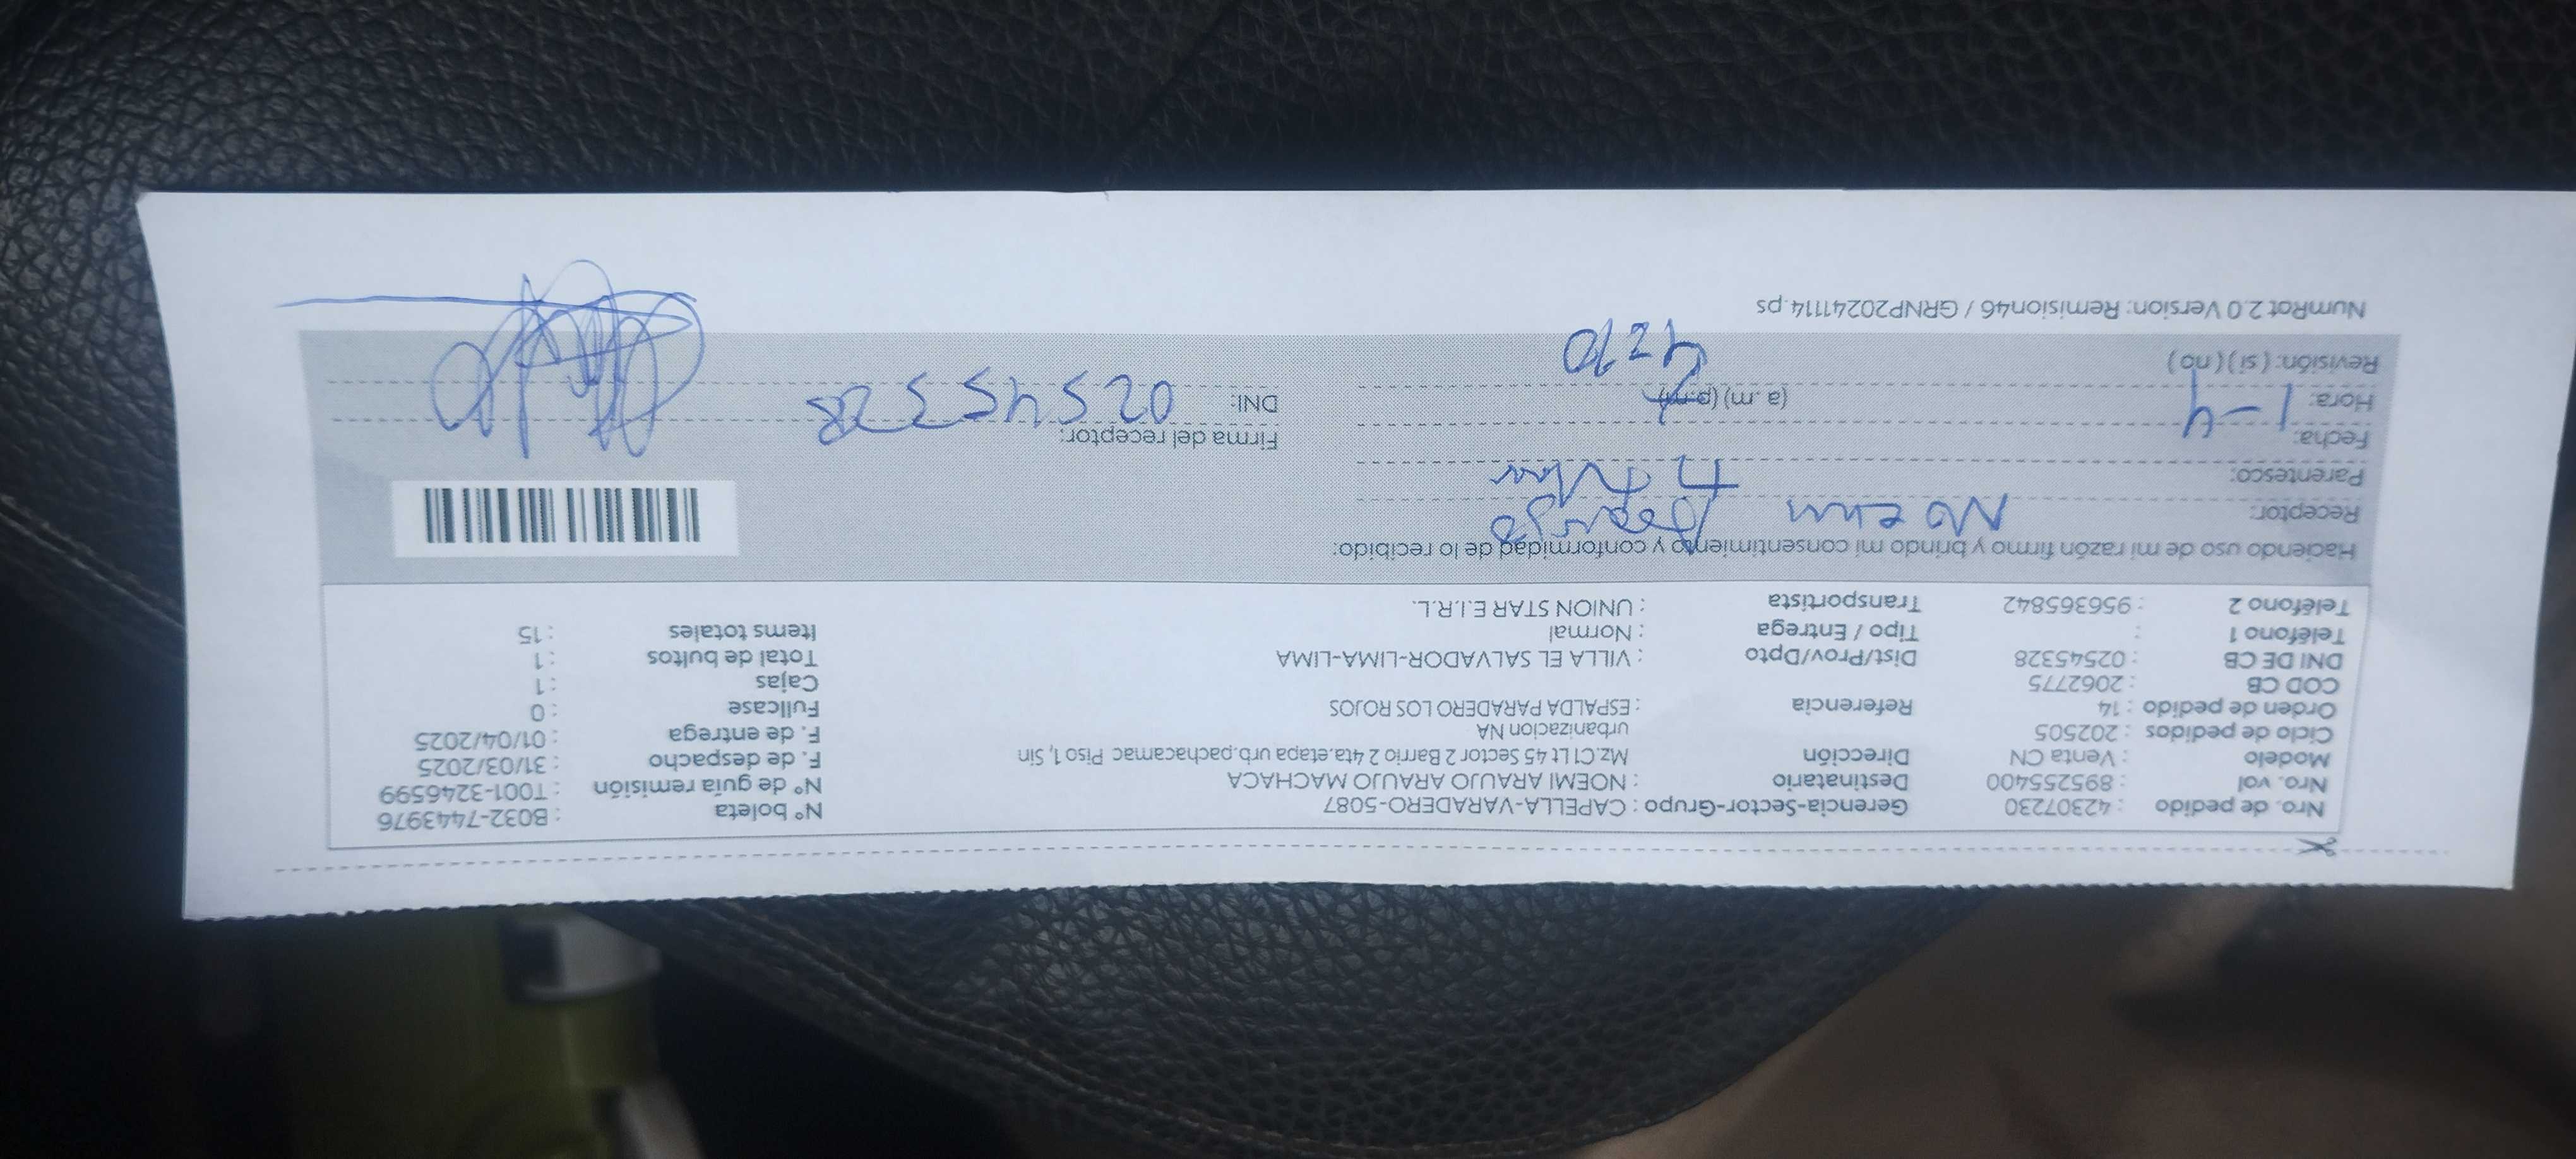 Nro. de pedido : 42307230 Gerencia-Sector-Grupo : CAPELLA-VARADERO-5087 N° boleta : B032-7443976
Nro. val : 895255400 Destinatario : NOEMI ARAUJO ARAUJO MACHACA N° de guía remisión : T001-3246599
Modelo : Venta CN Dirección Mz.C1 Lt 45 Sector 2 Barrio 2 4ta.etapa urb.pachacamac Piso 1, Sin urbanizacion NA F. de despacho : 31/03/2025
Ciclo de pedidos : 202505 F. de entrega : 01/04/2025
Orden de pedido : 14 Referencia : ESPALDA PARADERO LOS ROJOS Fullcase : 0
COD CB : 2062775 Cajas : 1
DNI DE CB : 02545328 Dist/Prov/Dpto : VILLA EL SALVADOR-LIMA-LIMA Total de bultos : 1
Teléfono 1 : Tipo / Entrega : Normal Items totales : 15
Teléfono 2 : 956365842 Transportista : UNION STAR E.I.R.L.
Haciendo uso de mi razón firmo y brindo mi consentimiento y conformidad de lo recibido:
Receptor: Noemi
Parentesco:
Fecha: 1-4 Firma del receptor:
Hora: (a.m) (p.m) DNI: 02545328
Revisión: (si) (no)
NumRot 2.0 Version: Remision46 / GRNP20241114.ps